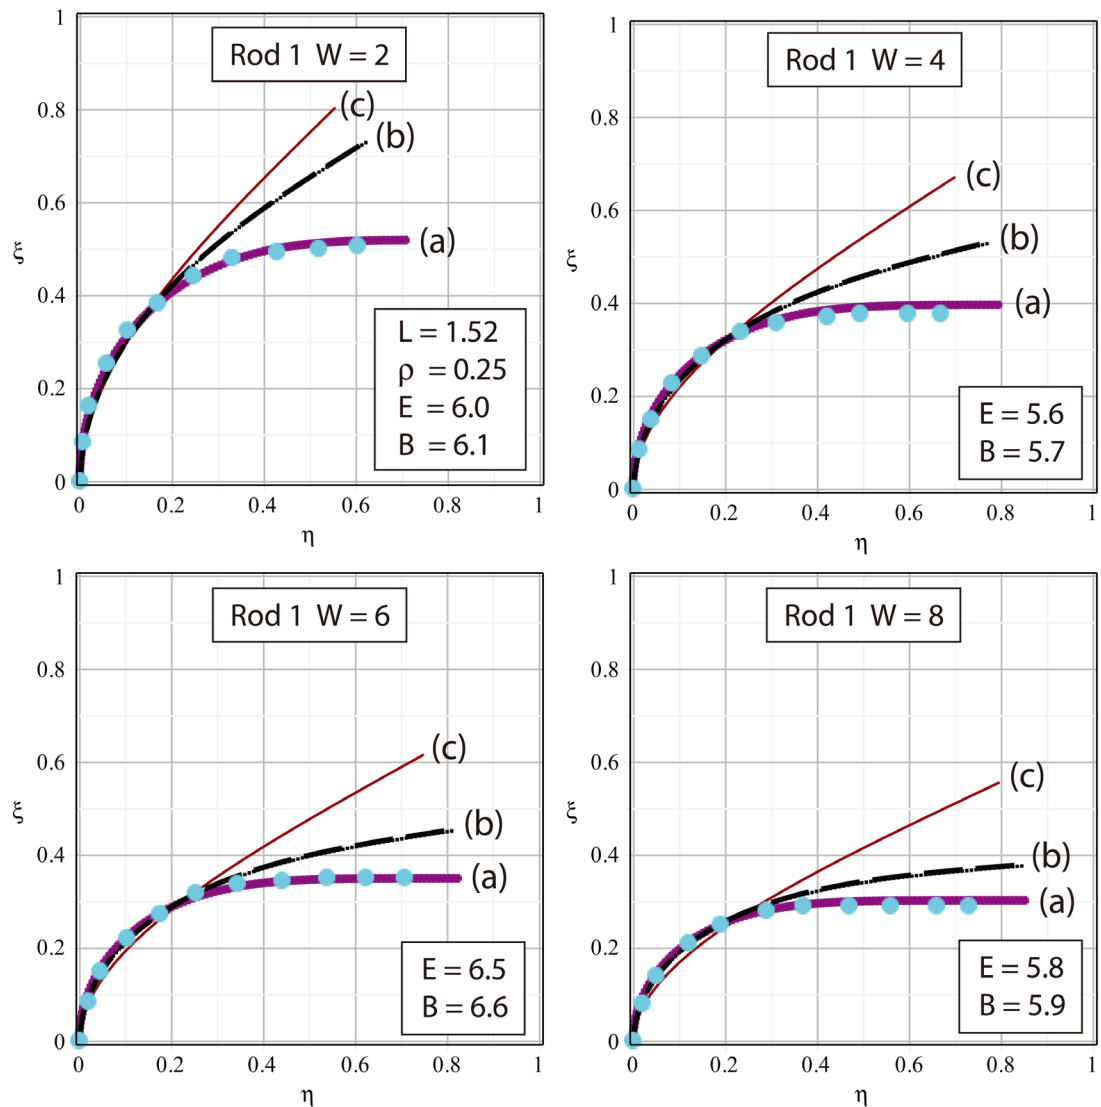 Rod 1 W = 2
1
0.8
0.6
0.4
0.2
0
ξ
(c)
(b)
(a)
L = 1.52
ρ = 0.25
E = 6.0
B = 6.1
0 0.2 0.4 0.6 0.8 1
η
Rod 1 W = 4
1
0.8
0.6
0.4
0.2
0
ξ
(c)
(b)
(a)
E = 5.6
B = 5.7
0 0.2 0.4 0.6 0.8 1
η
Rod 1 W = 6
1
0.8
0.6
0.4
0.2
0
ξ
(c)
(b)
(a)
E = 6.5
B = 6.6
0 0.2 0.4 0.6 0.8 1
η
Rod 1 W = 8
1
0.8
0.6
0.4
0.2
0
ξ
(c)
(b)
(a)
E = 5.8
B = 5.9
0 0.2 0.4 0.6 0.8 1
η